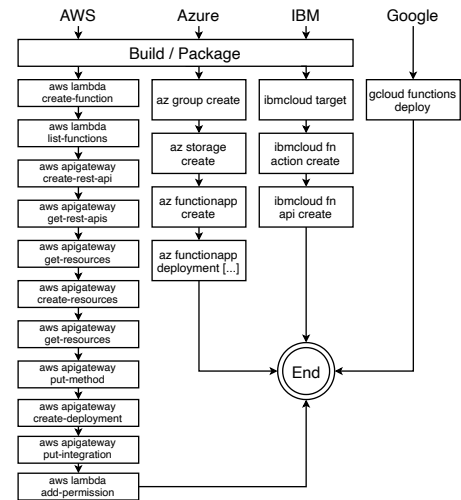 AWS
Azure
IBM
Google
Build / Package
aws lambda
create-function
aws lambda
list-functions
aws apigateway
create-rest-api
aws apigateway
get-rest-apis
aws apigateway
get-resources
aws apigateway
create-resources
aws apigateway
get-resources
aws apigateway
put-method
aws apigateway
create-deployment
aws apigateway
put-integration
aws lambda
add-permission
az group create
az storage
create
az functionapp
create
az functionapp
deployment [...]
ibmcloud target
ibmcloud fn
action create
ibmcloud fn
api create
gcloud functions
deploy
End